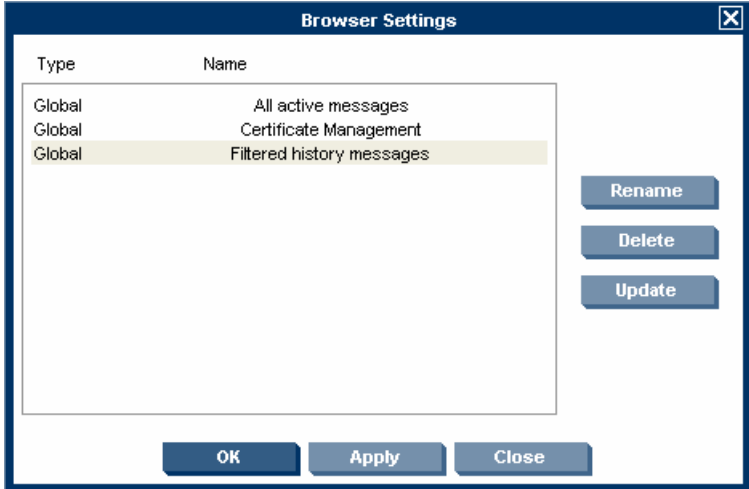 Browser Settings
Type Name
Global All active messages
Global Certificate Management
Global Filtered history messages
Rename
Delete
Update
OK Apply Close